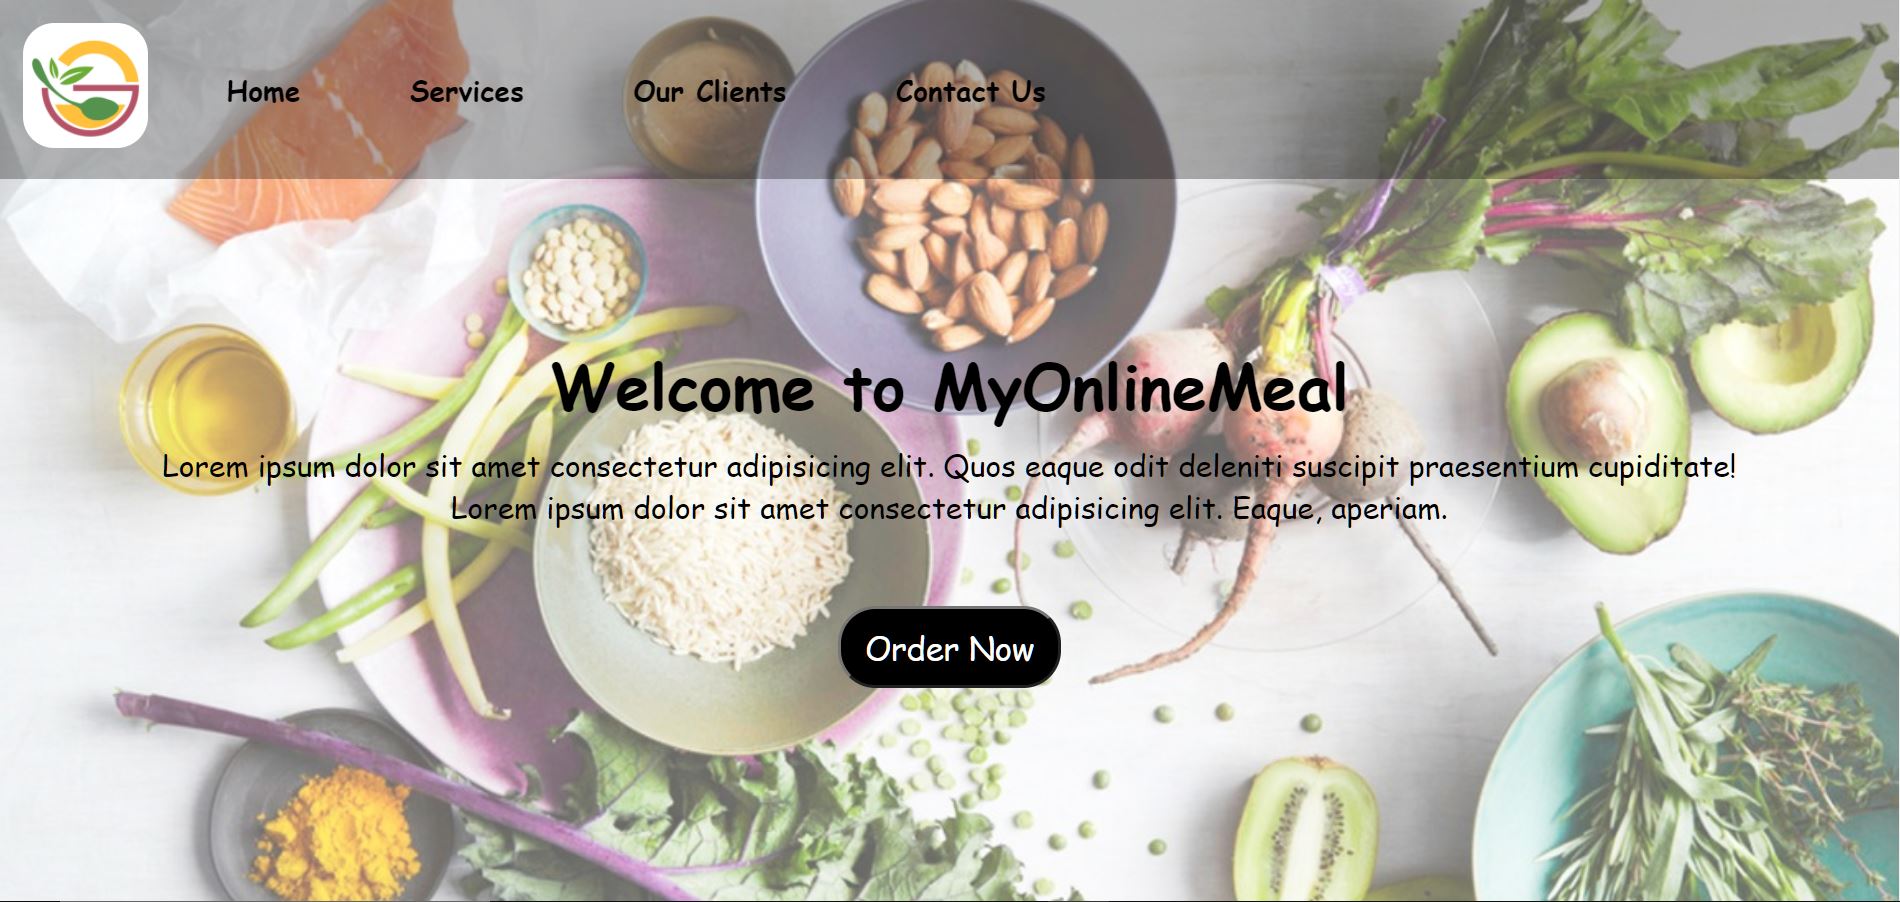 Home Services Our Clients Contact Us
Welcome to MyOnlineMeal
Lorem ipsum dolor sit amet consectetur adipisicing elit. Quos eaque odit deleniti suscipit praesentium cupiditate!
Lorem ipsum dolor sit amet consectetur adipisicing elit. Eaque, aperiam.
Order Now